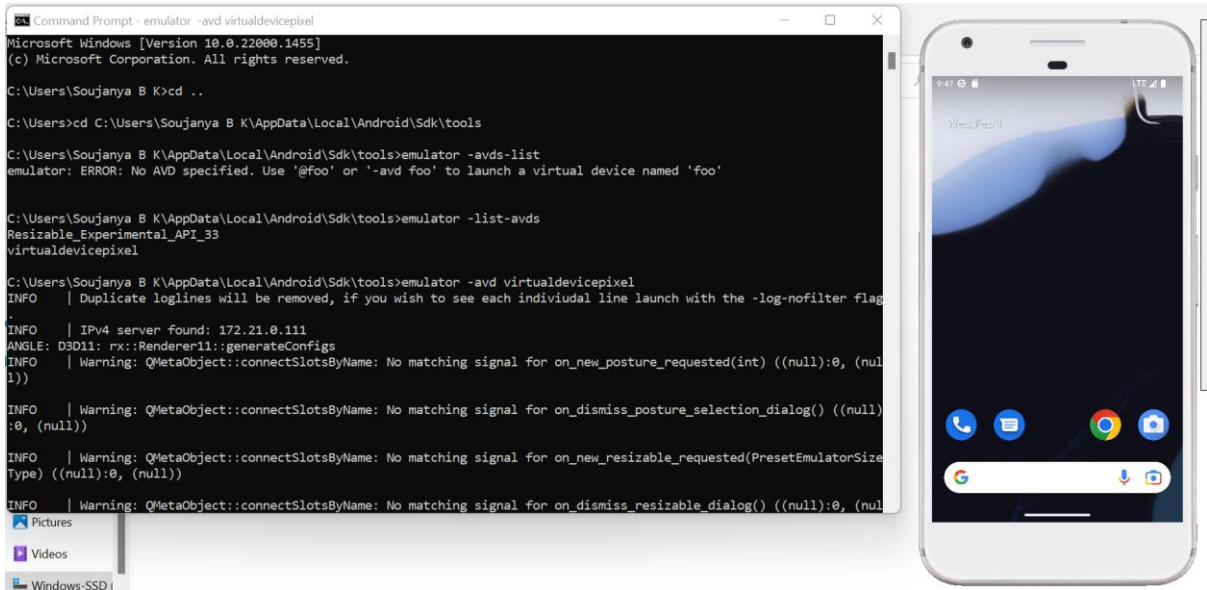 Command Prompt - emulator -avd virtualdevicepixel
Microsoft Windows [Version 10.0.22000.1455]
(c) Microsoft Corporation. All rights reserved.
C:\Users\Soujanya B K>cd ..
C:\Users>cd C:\Users\Soujanya B K\AppData\Local\Android\Sdk\tools
C:\Users\Soujanya B K\AppData\Local\Android\Sdk\tools>emulator -avds-list
emulator: ERROR: No AVD specified. Use '@foo' or '-avd foo' to launch a virtual device named 'foo'
C:\Users\Soujanya B K\AppData\Local\Android\Sdk\tools>emulator -list-avds
Resizable_Experimental_API_33
virtualdevicepixel
C:\Users\Soujanya B K\AppData\Local\Android\Sdk\tools>emulator -avd virtualdevicepixel
INFO | Duplicate loglines will be removed, if you wish to see each indiviudal line launch with the -log-nofilter flag
.
INFO | IPv4 server found: 172.21.0.111
ANGLE: D3D11: rx::Renderer11::generateConfigs
INFO | Warning: QMetaObject::connectSlotsByName: No matching signal for on_new_posture_requested(int) ((null):0, (nul
l))
INFO | Warning: QMetaObject::connectSlotsByName: No matching signal for on_dismiss_posture_selection_dialog() ((null)
:0, (null))
INFO | Warning: QMetaObject::connectSlotsByName: No matching signal for on_new_resizable_requested(PresetEmulatorSize
Type) ((null):0, (null))
INFO | Warning: QMetaObject::connectSlotsByName: No matching signal for on_dismiss_resizable_dialog() ((null):0, (nul
Pictures
Videos
Windows-SSD (
9:47
LTE
Wed, Feb 1
G